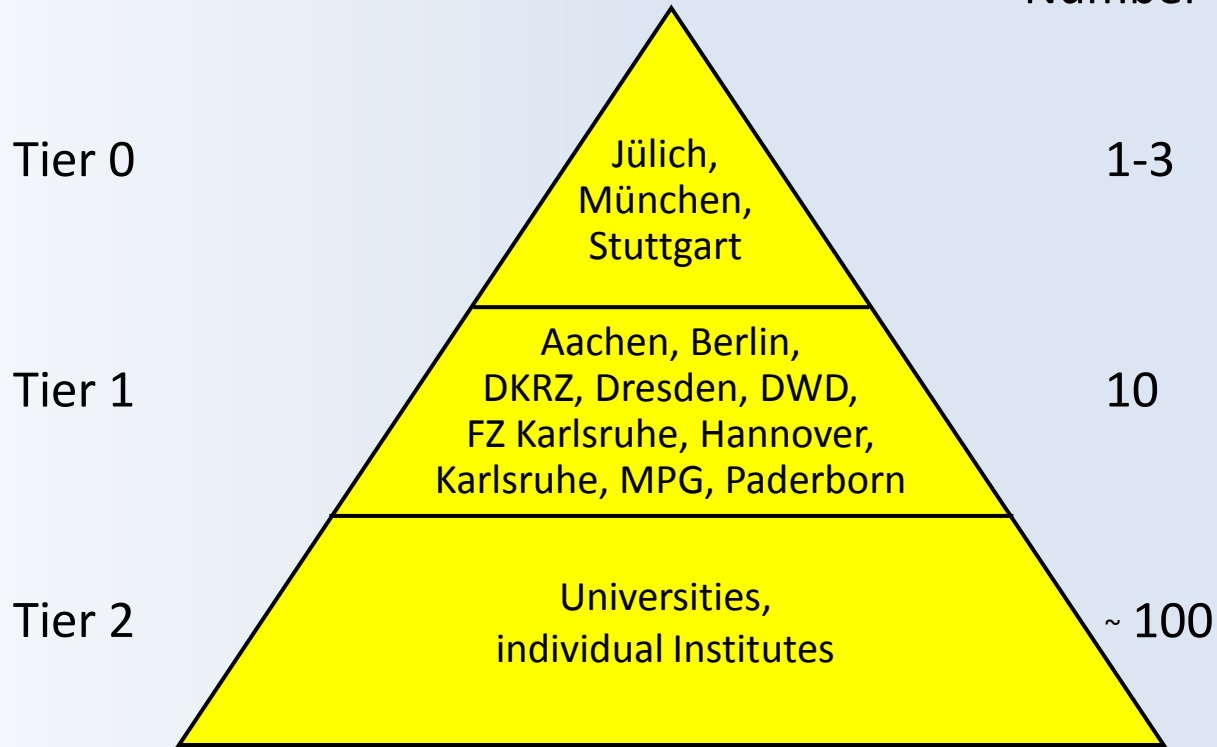 Number
Tier 0
Jülich,
München,
Stuttgart
1-3
Tier 1
Aachen, Berlin,
DKRZ, Dresden, DWD,
FZ Karlsruhe, Hannover,
Karlsruhe, MPG, Paderborn
10
Tier 2
Universities,
individual Institutes
~ 100